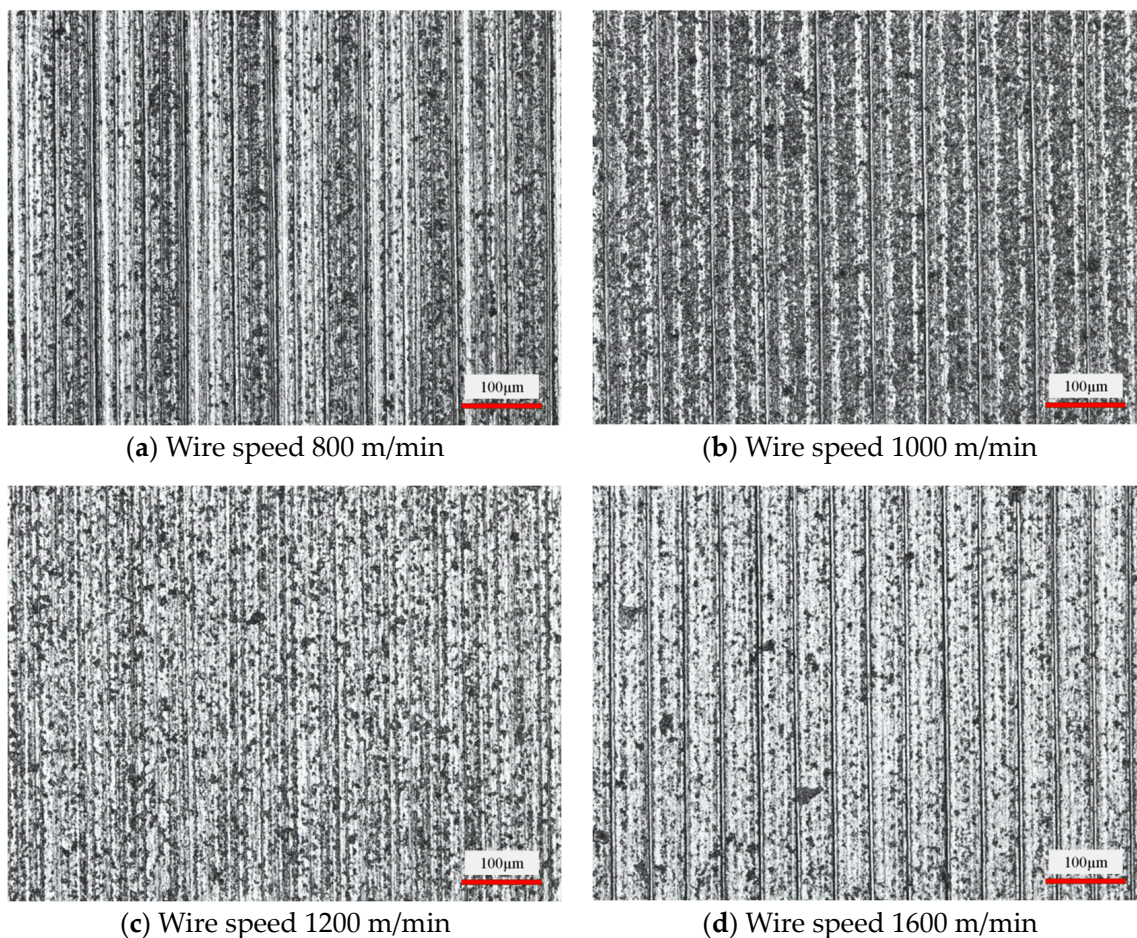 100μm
100μm
(a) Wire speed 800 m/min
(b) Wire speed 1000 m/min
100μm
100μm
(c) Wire speed 1200 m/min
(d) Wire speed 1600 m/min